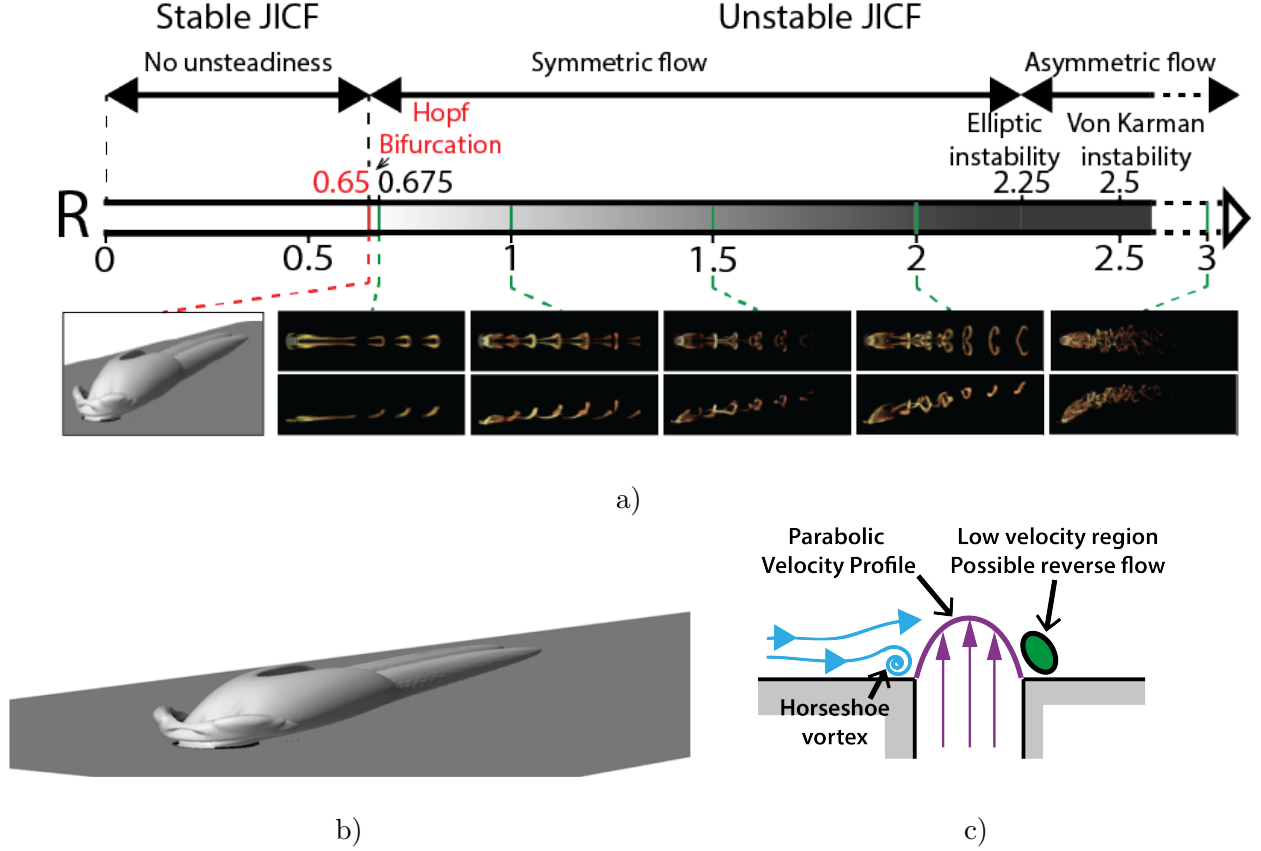 Stable JICF
Unstable JICF
No unsteadiness
Symmetric flow
Asymmetric flow
Hopf
Bifurcation
Elliptic
instability
Von Karman
instability
0.65
0.675
2.25
2.5
R
0
0.5
1
1.5
2
2.5
3
a)
Parabolic
Velocity Profile
Low velocity region
Possible reverse flow
Horseshoe
vortex
b)
c)